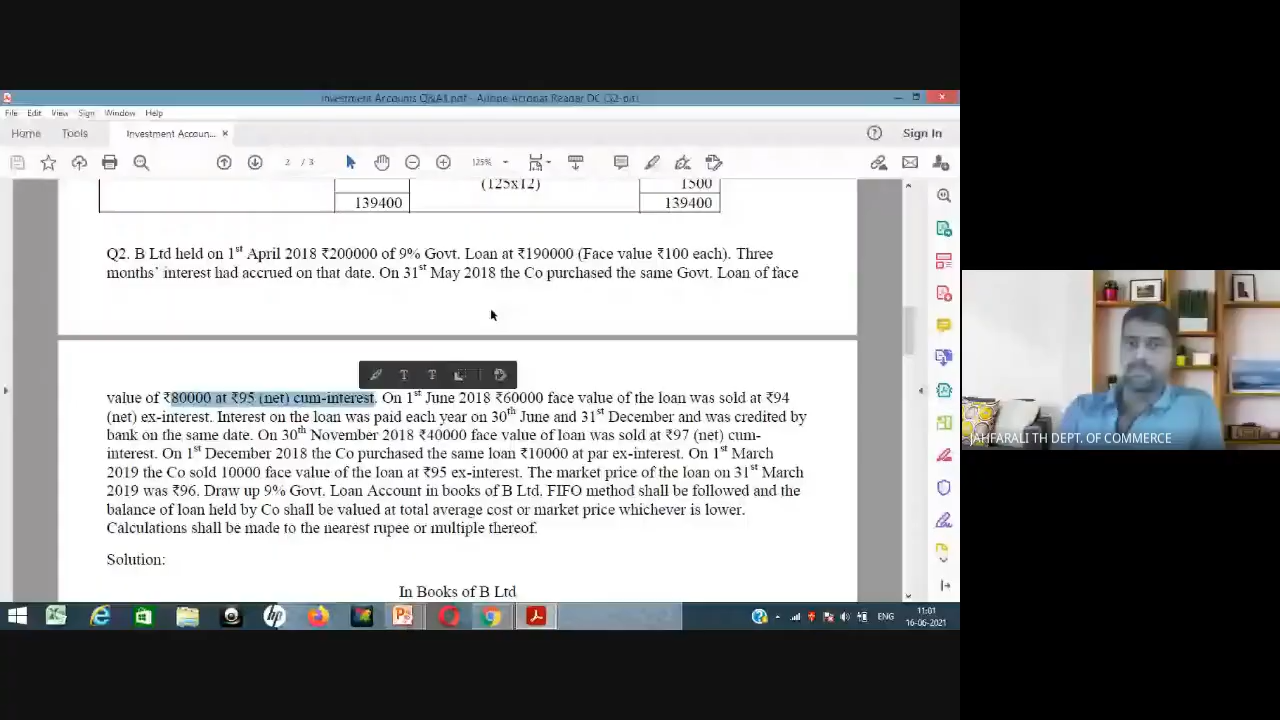 Investment Accounts Q&A1.pdf - Adobe Acrobat Reader DC (32-bit)
File Edit View Sign Window Help
Home Tools Investment Accoun... × Sign In
2 / 3 125%
(125x12) 1500
139400 139400
Q2. B Ltd held on 1st April 2018 ₹200000 of 9% Govt. Loan at ₹190000 (Face value ₹100 each). Three
months’ interest had accrued on that date. On 31st May 2018 the Co purchased the same Govt. Loan of face
value of ₹80000 at ₹95 (net) cum-interest. On 1st June 2018 ₹60000 face value of the loan was sold at ₹94
(net) ex-interest. Interest on the loan was paid each year on 30th June and 31st December and was credited by
bank on the same date. On 30th November 2018 ₹40000 face value of loan was sold at ₹97 (net) cum-
interest. On 1st December 2018 the Co purchased the same loan ₹10000 at par ex-interest. On 1st March
2019 the Co sold 10000 face value of the loan at ₹95 ex-interest. The market price of the loan on 31st March
2019 was ₹96. Draw up 9% Govt. Loan Account in books of B Ltd. FIFO method shall be followed and the
balance of loan held by Co shall be valued at total average cost or market price whichever is lower.
Calculations shall be made to the nearest rupee or multiple thereof.
Solution:
In Books of B Ltd
JAHFARALI TH DEPT. OF COMMERCE
ENG
11:01
16-06-2021